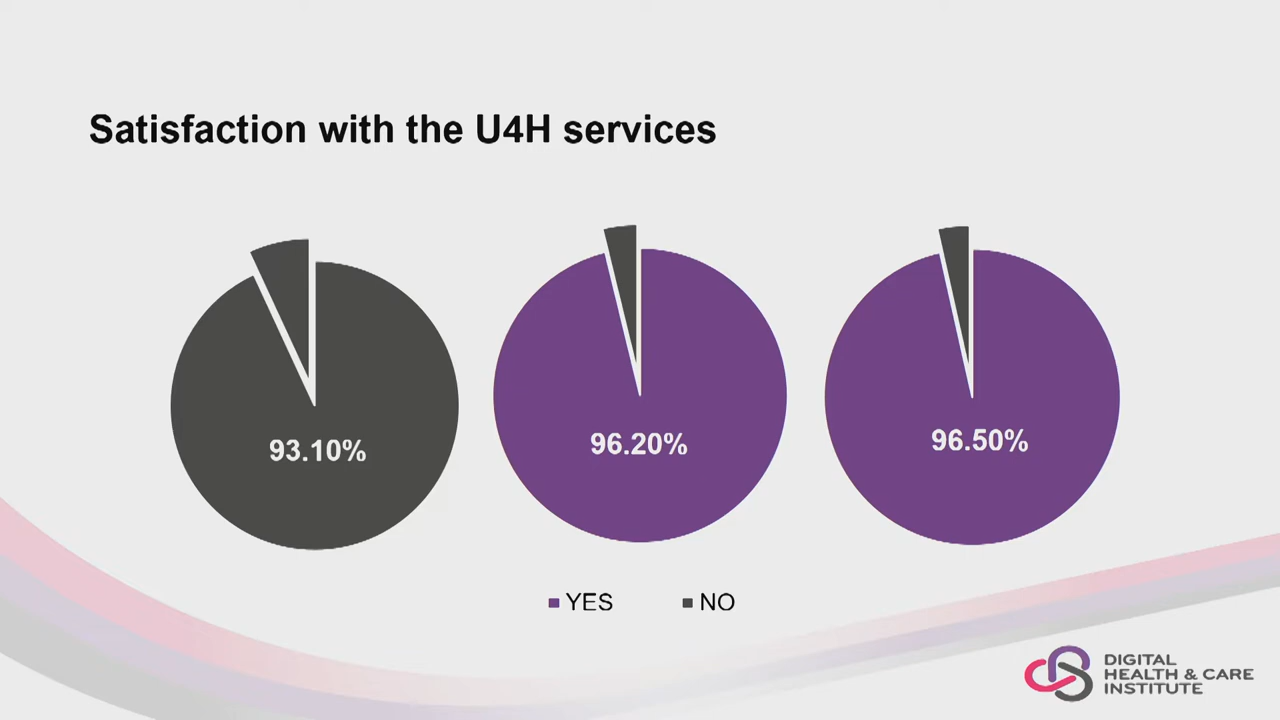 Satisfaction with the U4H services
93.10%
96.20%
96.50%
YES
NO
DIGITAL
HEALTH & CARE
INSTITUTE